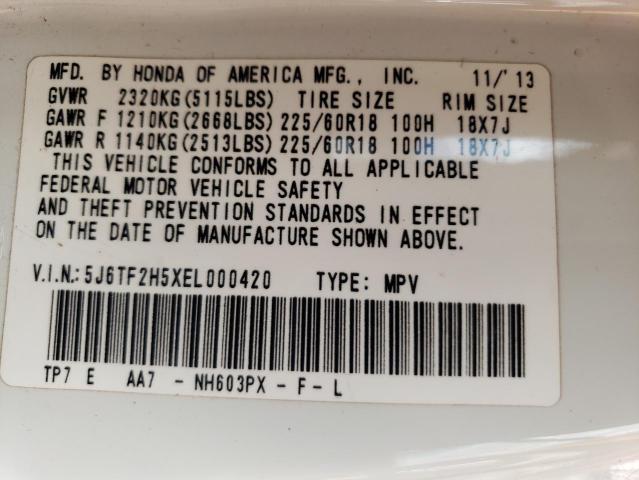 MFD. BY HONDA OF AMERICA MFG., INC. 11/'13
GVWR 2320KG(5115LBS) TIRE SIZE RIM SIZE
GAWR F 1210KG(2668LBS) 225/60R18 100H 18X7J
GAWR R 1140KG(2513LBS) 225/60R18 100H 18X7J
THIS VEHICLE CONFORMS TO ALL APPLICABLE
FEDERAL MOTOR VEHICLE SAFETY
AND THEFT PREVENTION STANDARDS IN EFFECT
ON THE DATE OF MANUFACTURE SHOWN ABOVE.
V.I.N.: 5J6TF2H5XEL000420 TYPE: MPV
TP7 E AA7 - NH603PX - F - L